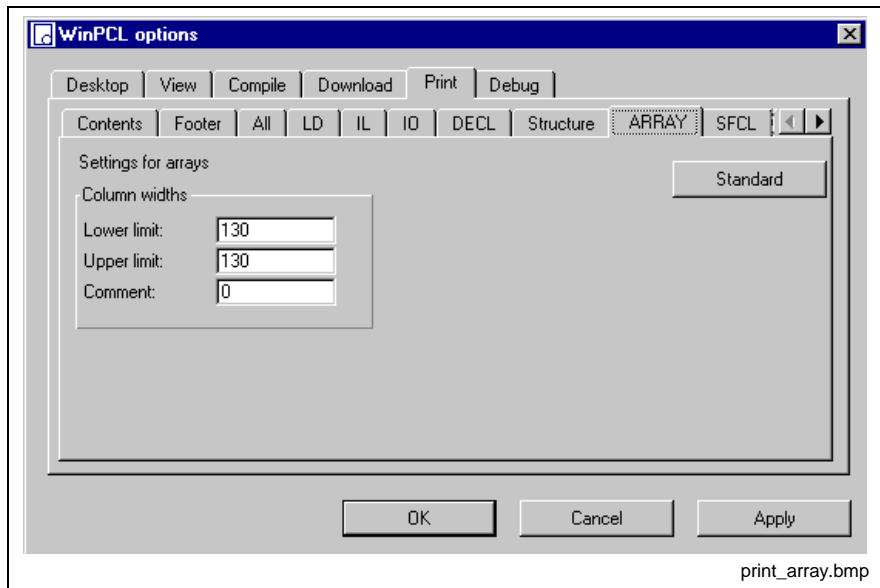 WinPCL options
Desktop View Compile Download Print Debug
Contents Footer All LD IL IO DECL Structure ARRAY SFCL
Settings for arrays
Standard
Column widths
Lower limit: 130
Upper limit: 130
Comment: 0
OK Cancel Apply
print_array.bmp